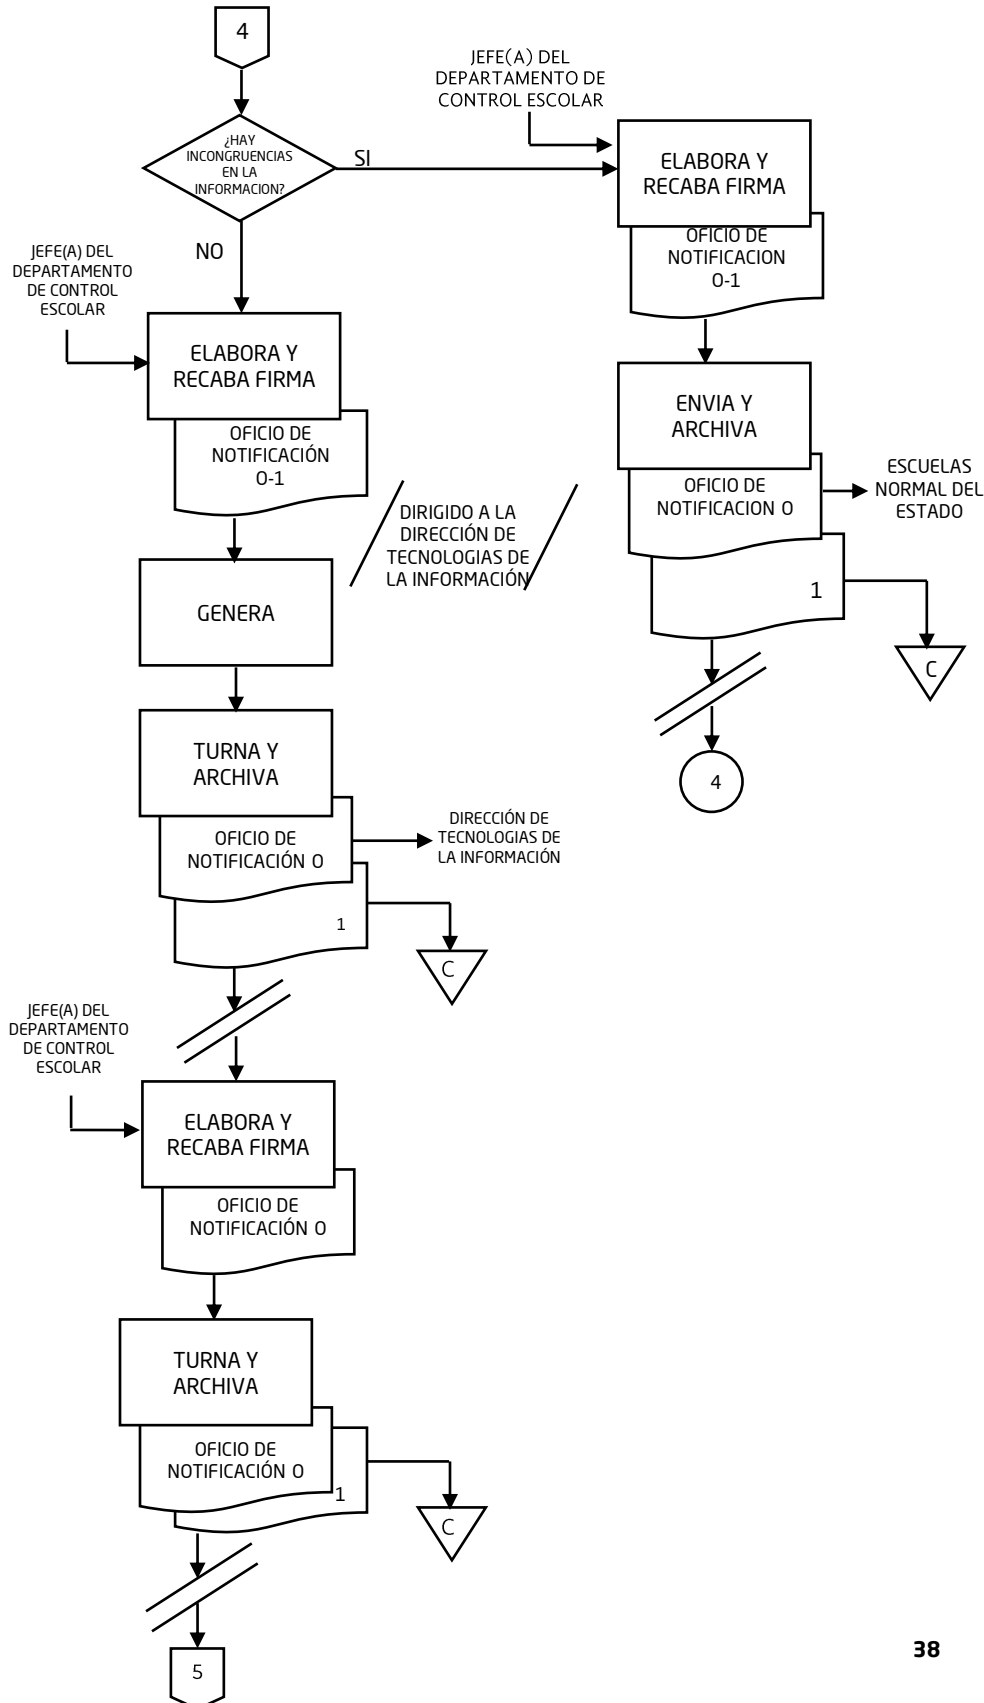 4
¿HAY
INCONGRUENCIAS
EN LA
INFORMACION?
SI
NO
JEFE(A) DEL
DEPARTAMENTO DE
CONTROL ESCOLAR
ELABORA Y
RECABA FIRMA
OFICIO DE
NOTIFICACION
O-1
ENVIA Y
ARCHIVA
OFICIO DE
NOTIFICACION O
1
ESCUELAS
NORMAL DEL
ESTADO
C
4
JEFE(A) DEL
DEPARTAMENTO
DE CONTROL
ESCOLAR
ELABORA Y
RECABA FIRMA
OFICIO DE
NOTIFICACIÓN
O-1
DIRIGIDO A LA
DIRECCIÓN DE
TECNOLOGIAS DE
LA INFORMACIÓN
GENERA
TURNA Y
ARCHIVA
OFICIO DE
NOTIFICACIÓN O
1
DIRECCIÓN DE
TECNOLOGIAS DE
LA INFORMACIÓN
C
JEFE(A) DEL
DEPARTAMENTO
DE CONTROL
ESCOLAR
ELABORA Y
RECABA FIRMA
OFICIO DE
NOTIFICACIÓN O
TURNA Y
ARCHIVA
OFICIO DE
NOTIFICACIÓN O
1
C
5
38